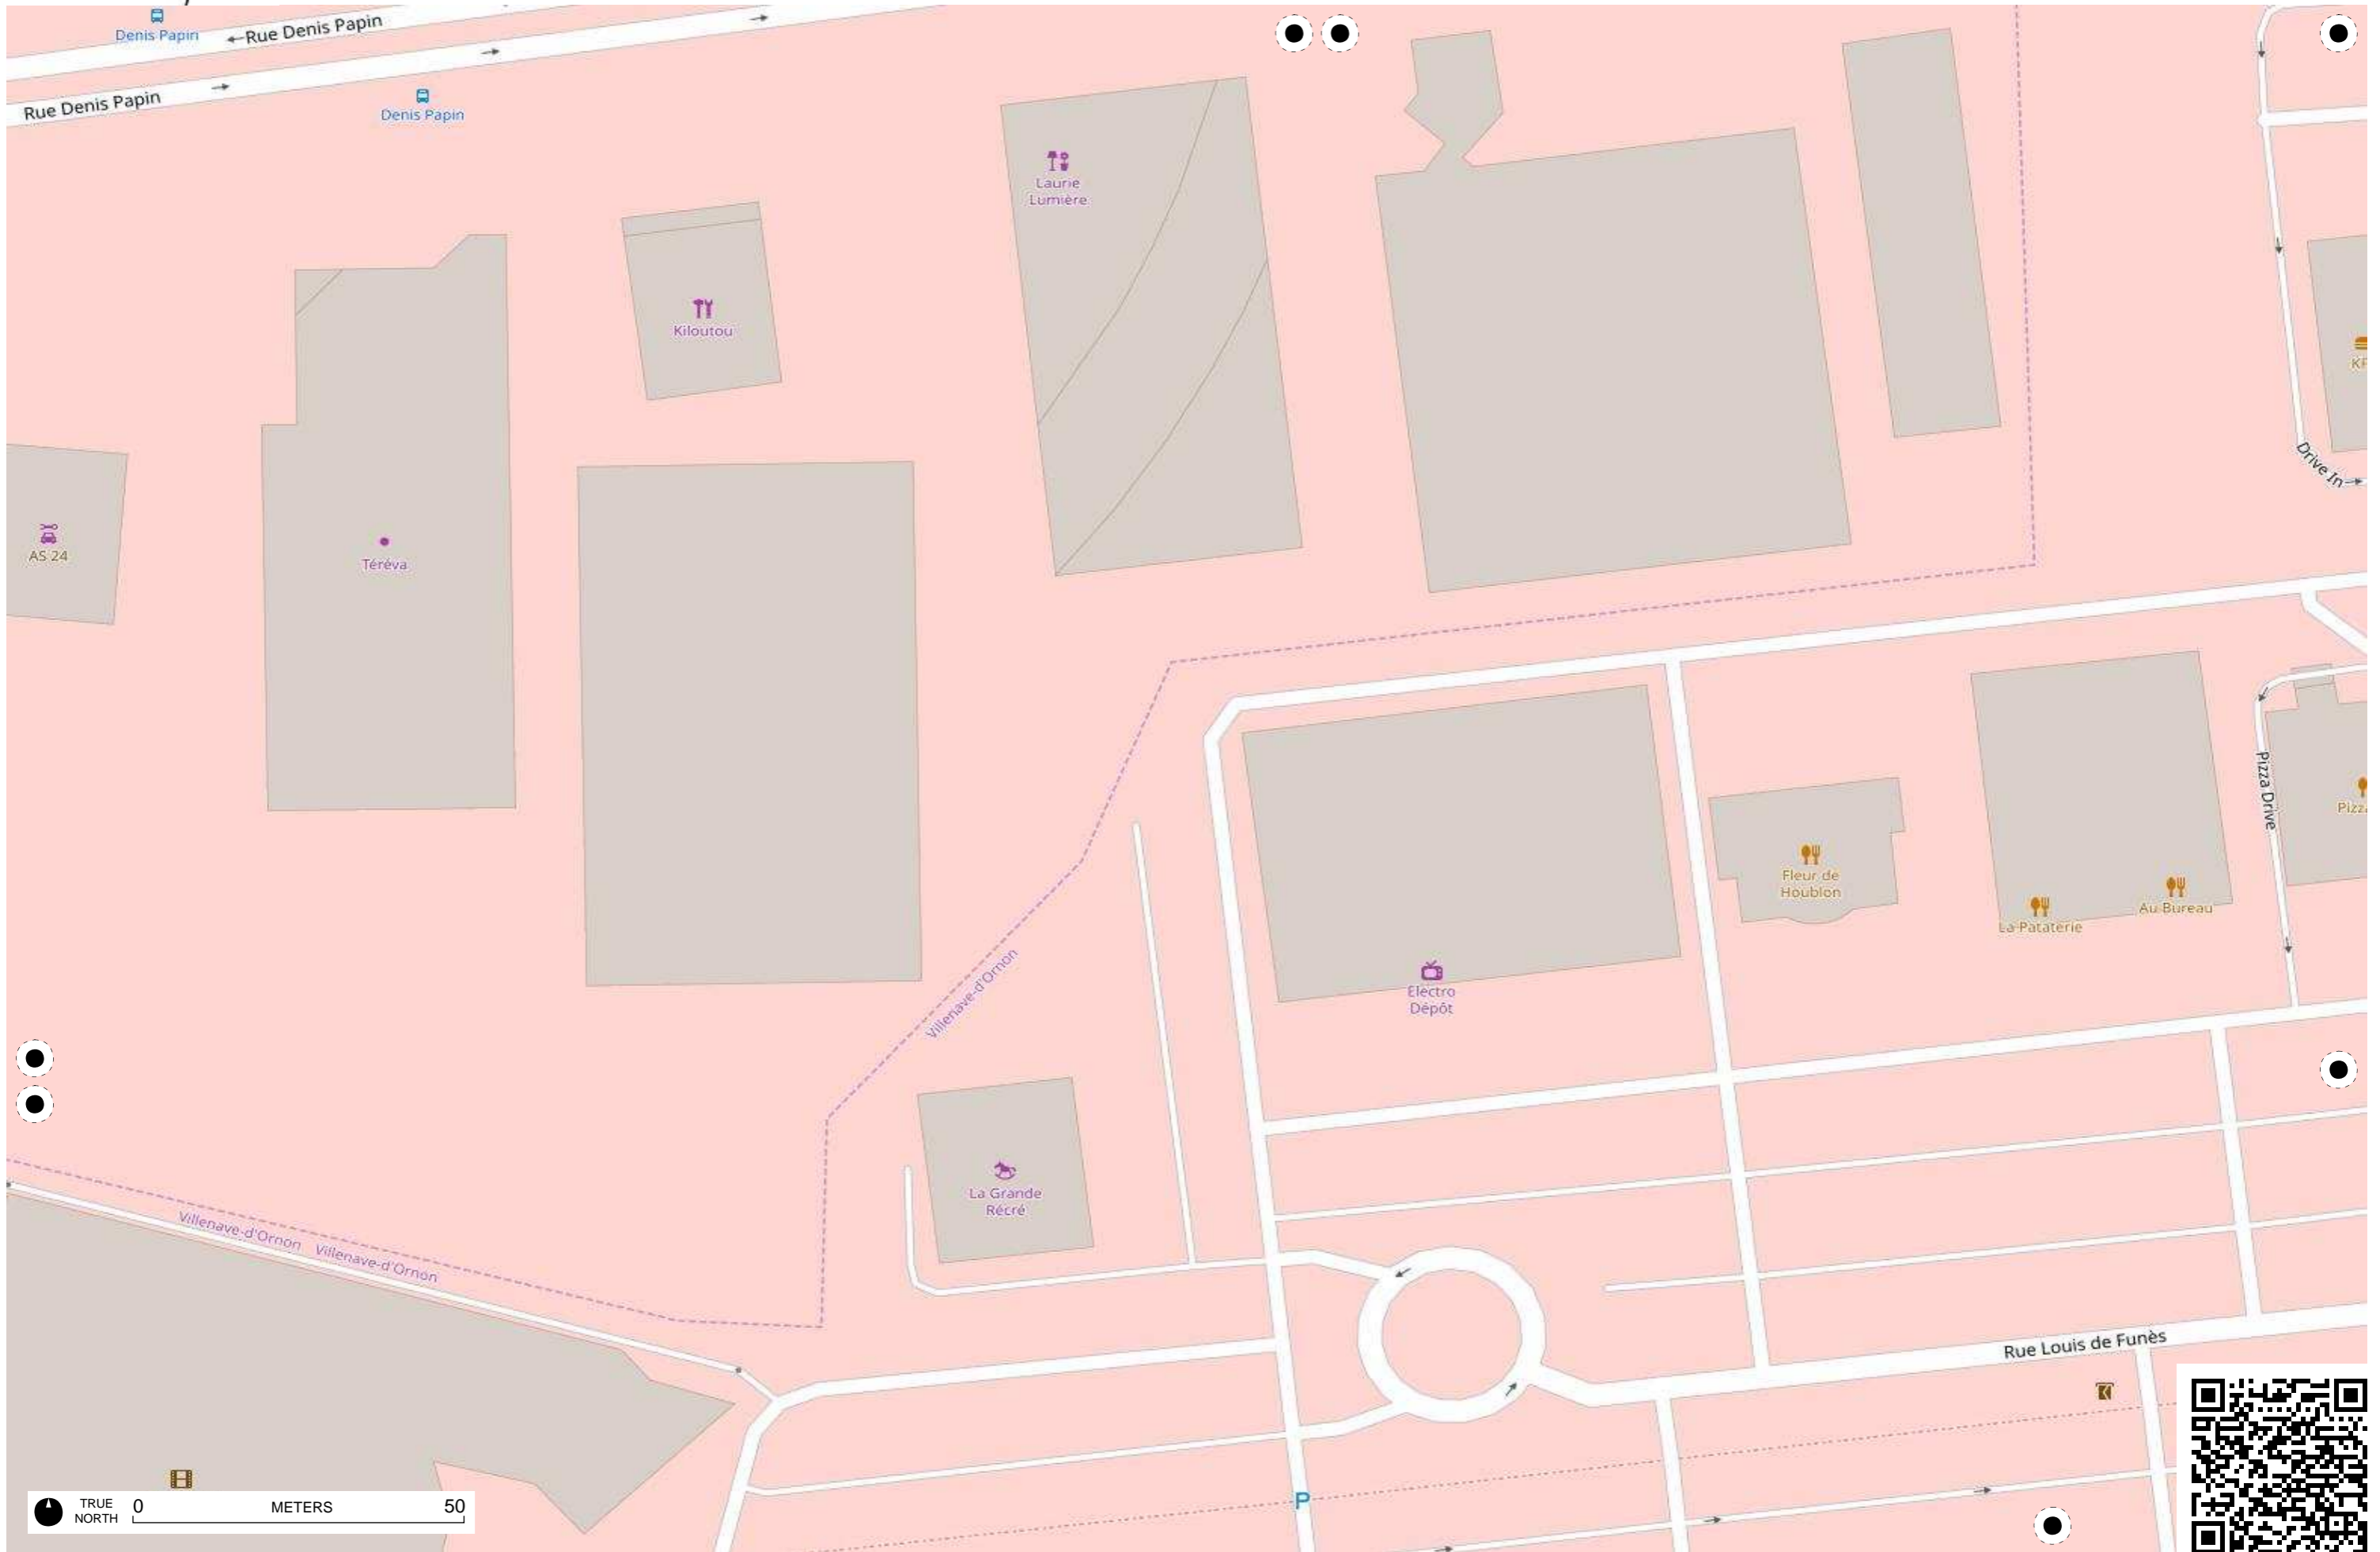 Denis Papin
Rue Denis Papin
Rue Denis Papin
Denis Papin
Laurie
Lumière
Kiloutou
Drive In
AS 24
Téréva
Pizza Drive
Fleur de
Houblon
La Pataterie
Au Bureau
Electro
Dépôt
Villenave-d'Ornon
La Grande
Récré
Villenave-d'Ornon
Villenave-d'Ornon
Rue Louis de Funès
P
TRUE
NORTH
0 METERS 50